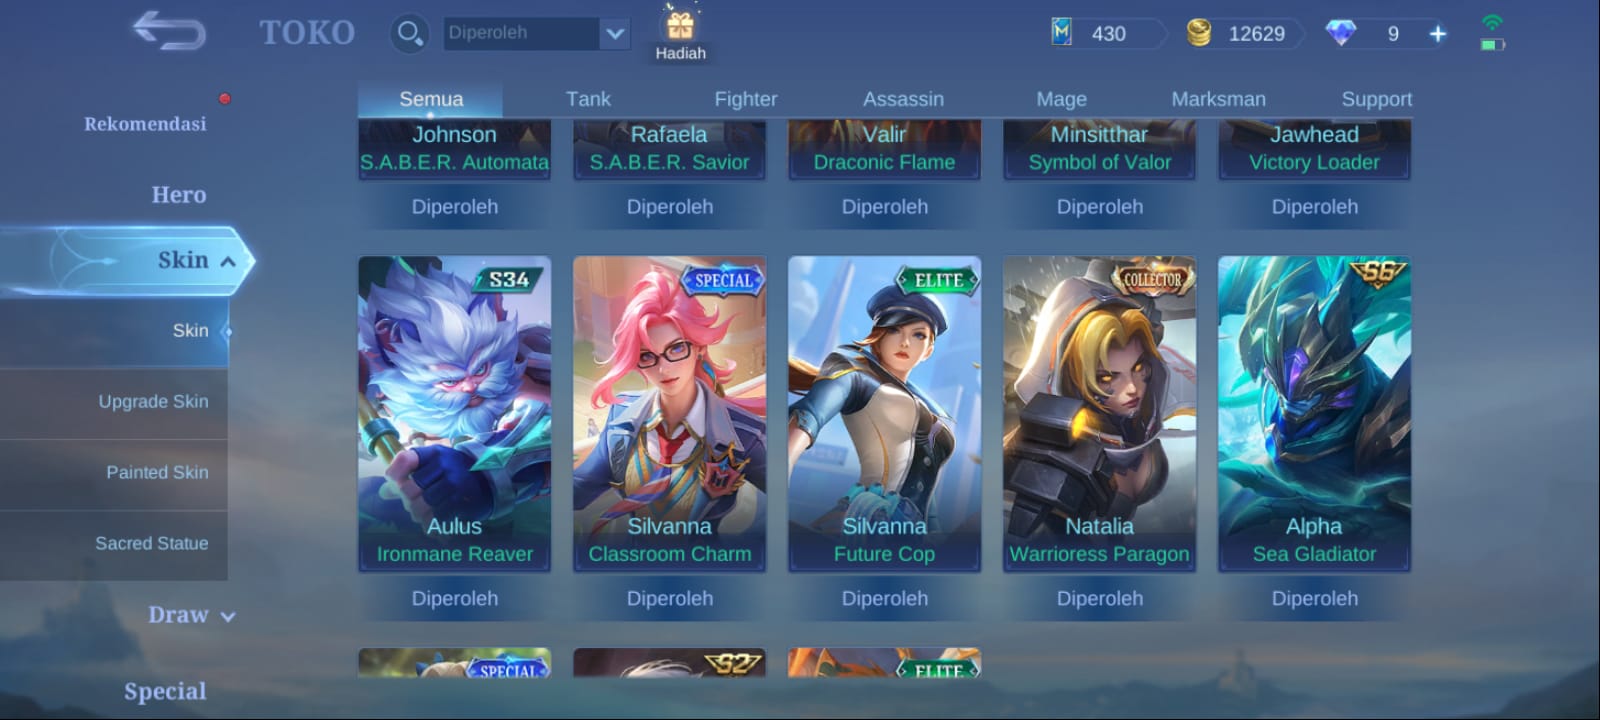 TOKO
Diperoleh
Hadiah
430
12629
9
Rekomendasi
Hero
Skin
Skin
Upgrade Skin
Painted Skin
Sacred Statue
Draw
Special
Semua Tank Fighter Assassin Mage Marksman Support
Johnson
S.A.B.E.R. Automata
Diperoleh
Rafaela
S.A.B.E.R. Savior
Diperoleh
Valir
Draconic Flame
Diperoleh
Minsitthar
Symbol of Valor
Diperoleh
Jawhead
Victory Loader
Diperoleh
S34
Aulus
Ironmane Reaver
Diperoleh
SPECIAL
Silvanna
Classroom Charm
Diperoleh
ELITE
Silvanna
Future Cop
Diperoleh
COLLECTOR
Natalia
Warrioress Paragon
Diperoleh
S6
Alpha
Sea Gladiator
Diperoleh
SPECIAL
S2
ELITE